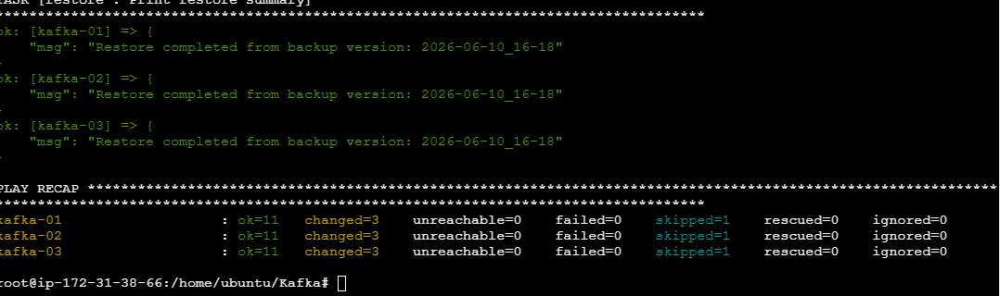 TASK [restore : Print restore summary]
************************************************************************************
ok: [kafka-01] => {
    "msg": "Restore completed from backup version: 2026-06-10_16-18"
}
ok: [kafka-02] => {
    "msg": "Restore completed from backup version: 2026-06-10_16-18"
}
ok: [kafka-03] => {
    "msg": "Restore completed from backup version: 2026-06-10_16-18"
}
PLAY RECAP *************************************************************************************************************
************************************************************************************
kafka-01                   : ok=11   changed=3    unreachable=0    failed=0    skipped=1    rescued=0    ignored=0
kafka-02                   : ok=11   changed=3    unreachable=0    failed=0    skipped=1    rescued=0    ignored=0
kafka-03                   : ok=11   changed=3    unreachable=0    failed=0    skipped=1    rescued=0    ignored=0
root@ip-172-31-38-66:/home/ubuntu/Kafka#